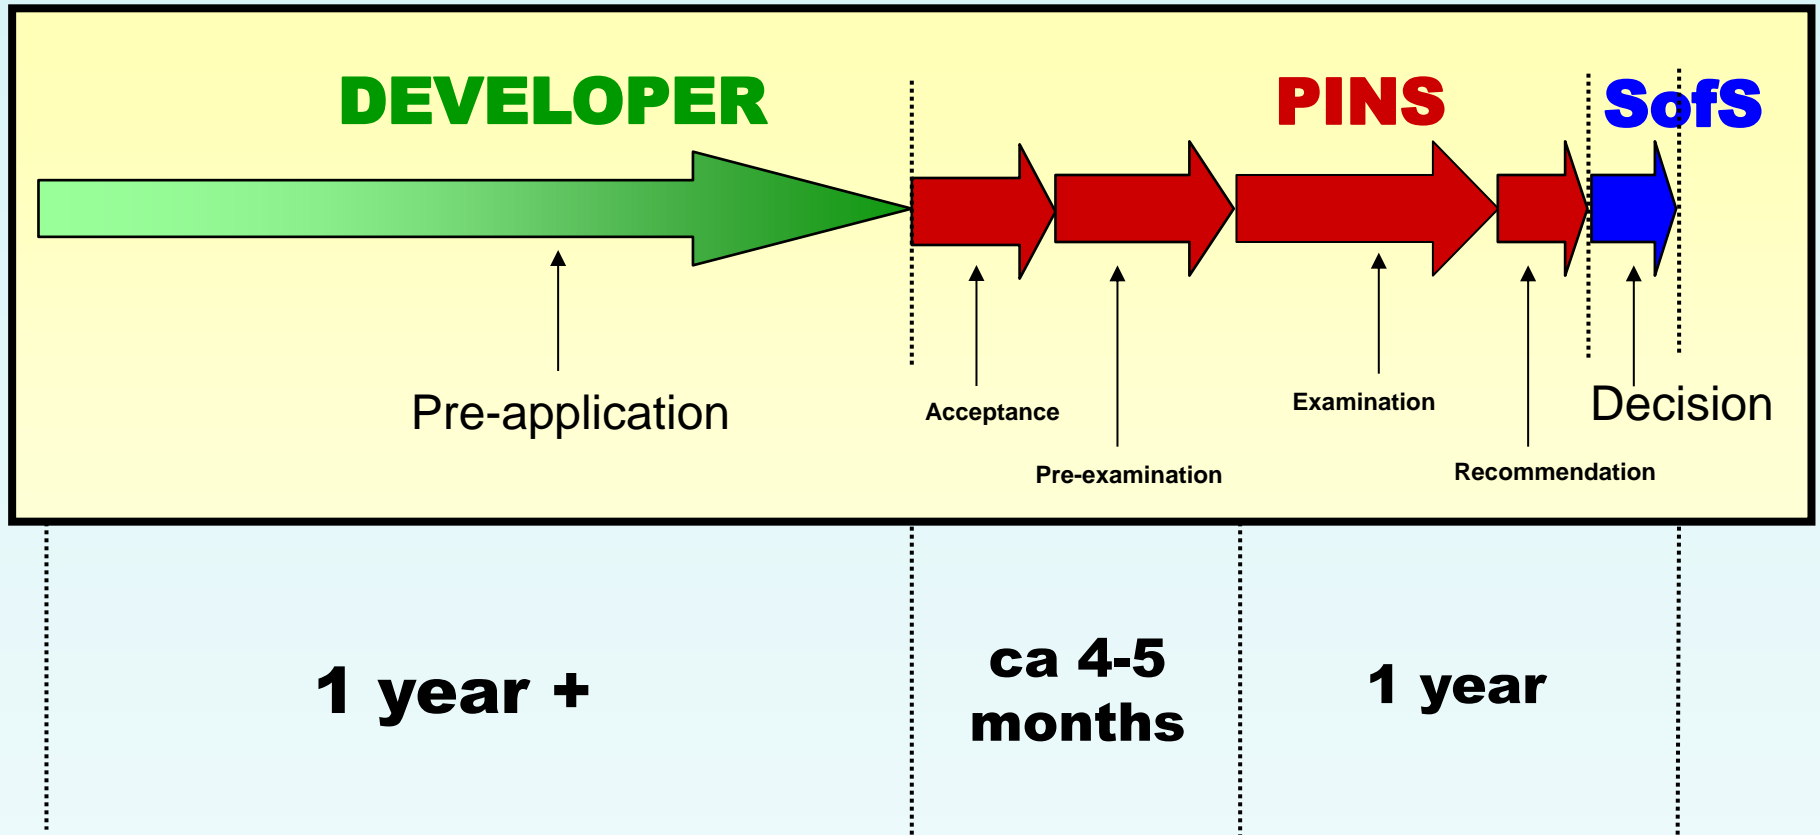 DEVELOPER
PINS
SofS
Pre-application
Acceptance
Examination
Decision
Pre-examination
Recommendation
1 year +
ca 4-5
months
1 year